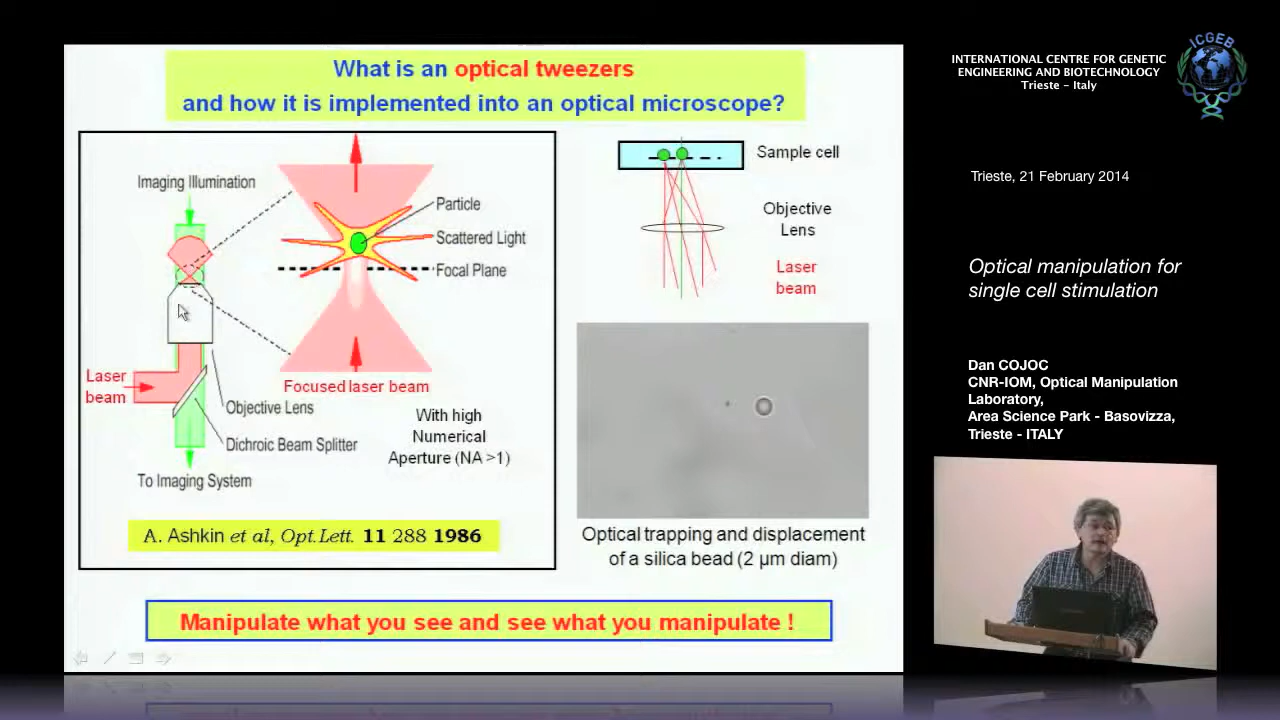 What is an optical tweezers
and how it is implemented into an optical microscope?
Imaging Illumination
Particle
Scattered Light
Focal Plane
Laser
beam
Focused laser beam
Objective Lens
With high
Numerical
Aperture (NA >1)
Dichroic Beam Splitter
To Imaging System
A. Ashkin et al, Opt.Lett. 11 288 1986
Sample cell
Objective
Lens
Laser
beam
Optical trapping and displacement
of a silica bead (2 µm diam)
Manipulate what you see and see what you manipulate !
INTERNATIONAL CENTRE FOR GENETIC
ENGINEERING AND BIOTECHNOLOGY
Trieste - Italy
ICGEB
Trieste, 21 February 2014
Optical manipulation for
single cell stimulation
Dan COJOC
CNR-IOM, Optical Manipulation
Laboratory,
Area Science Park - Basovizza,
Trieste - ITALY